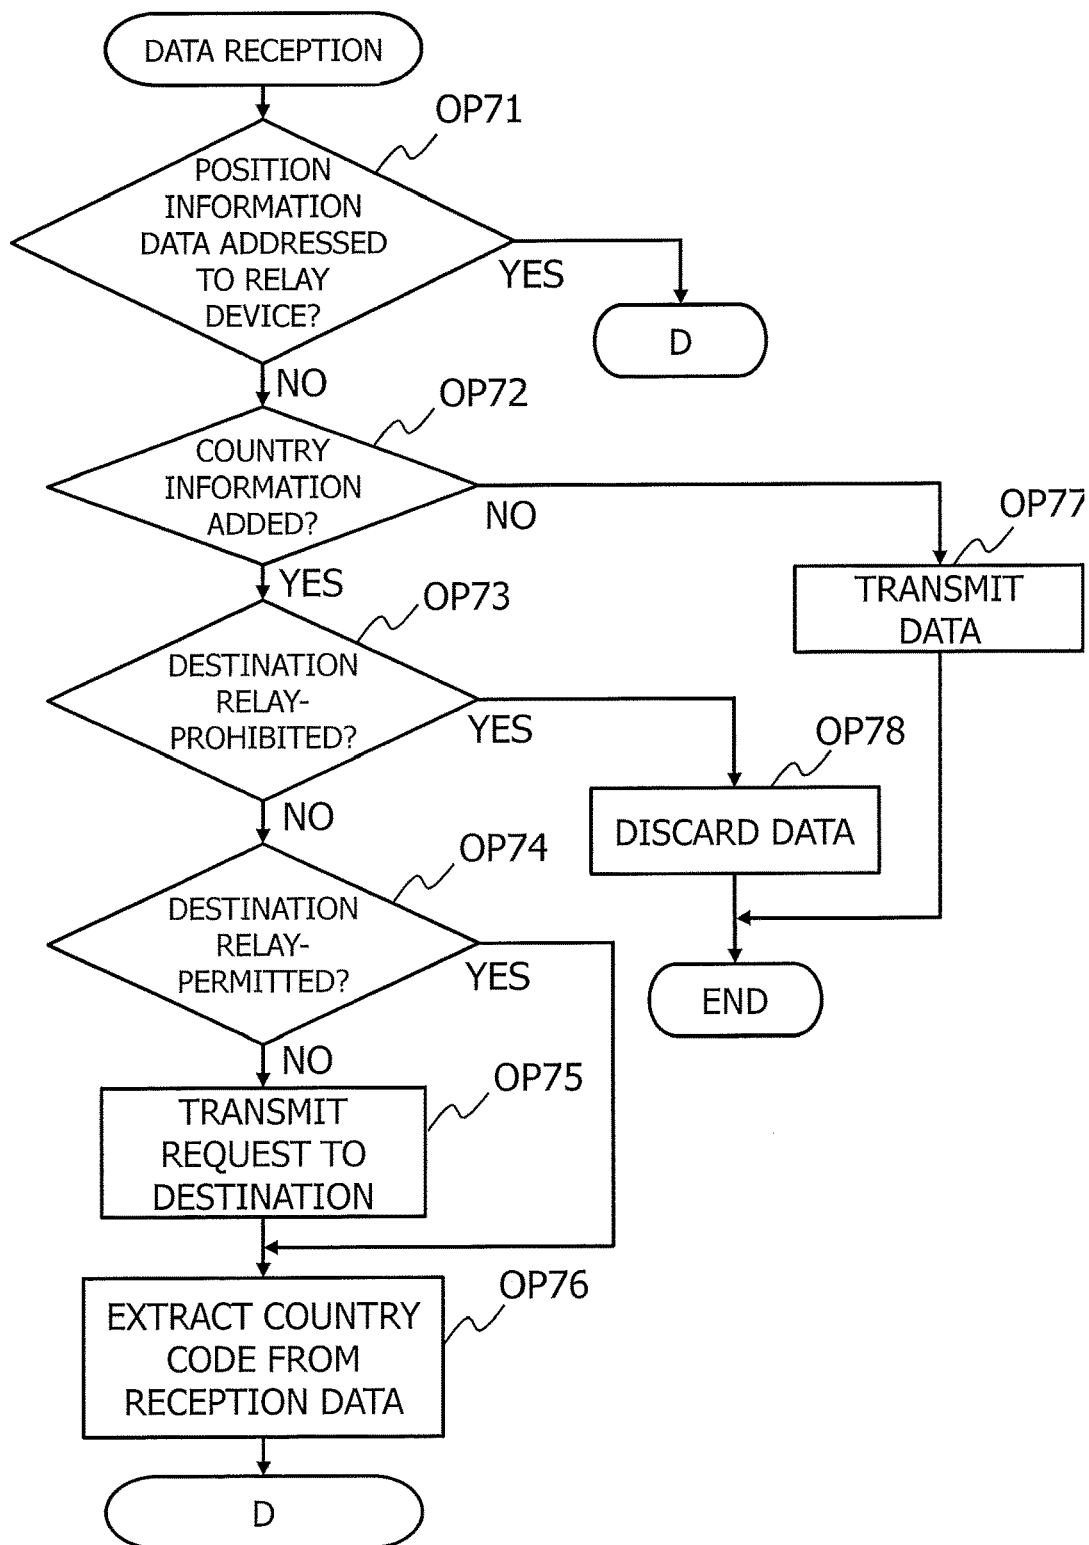 DATA RECEPTION
OP71
POSITION
INFORMATION
DATA ADDRESSED
TO RELAY
DEVICE?
YES
D
NO
OP72
COUNTRY
INFORMATION
ADDED?
NO
OP77
TRANSMIT
DATA
YES
OP73
DESTINATION
RELAY-
PROHIBITED?
YES
OP78
DISCARD DATA
NO
OP74
DESTINATION
RELAY-
PERMITTED?
YES
END
NO
OP75
TRANSMIT
REQUEST TO
DESTINATION
OP76
EXTRACT COUNTRY
CODE FROM
RECEPTION DATA
D